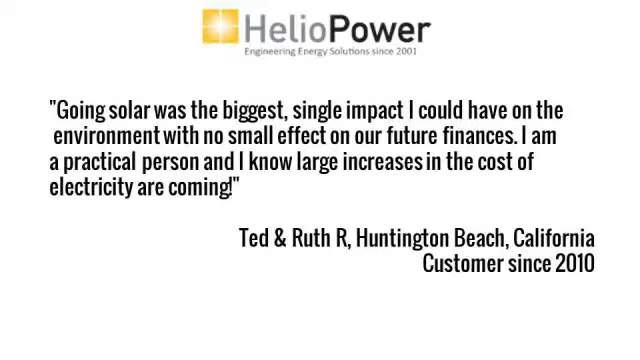 HelioPower
Engineering Energy Solutions since 2001
"Going solar was the biggest, single impact I could have on the
environment with no small effect on our future finances. I am
a practical person and I know large increases in the cost of
electricity are coming!"
Ted & Ruth R, Huntington Beach, California
Customer since 2010